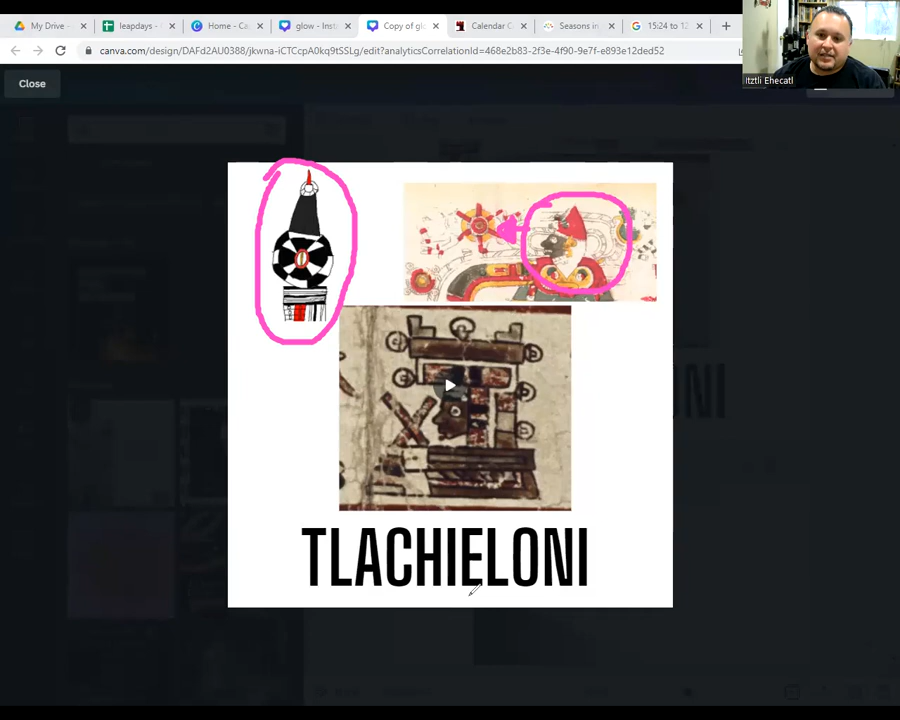 My Drive -
leapdays -
Home - Ca
glow - Inst
Copy of gl
Calendar C
Seasons in
15:24 to 12
canva.com/design/DAFd2AU0388/jkwna-iCTCcpA0kq9tSSLg/edit?analyticsCorrelationId=468e2b83-2f3e-4f90-9e7f-e893e12ded52
Itztli Ehecatl
Close
TLACHIELONI